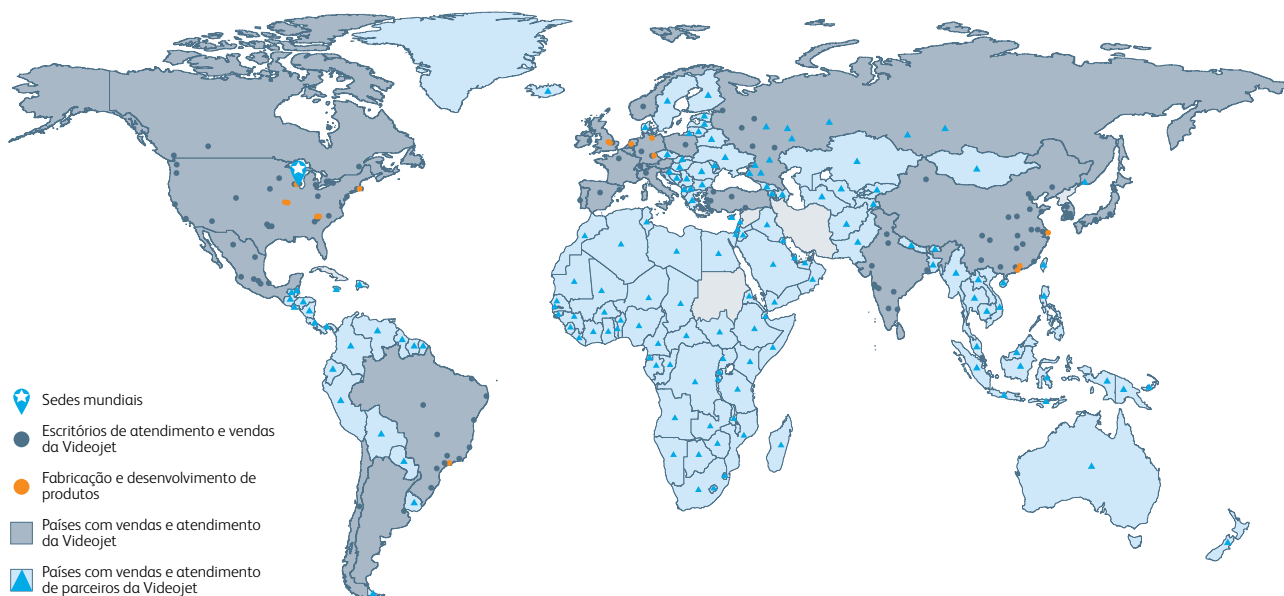 Sedes mundiais
Escritórios de atendimento e vendas
da Videojet
Fabricação e desenvolvimento de
produtos
Países com vendas e atendimento
da Videojet
Países com vendas e atendimento
de parceiros da Videojet